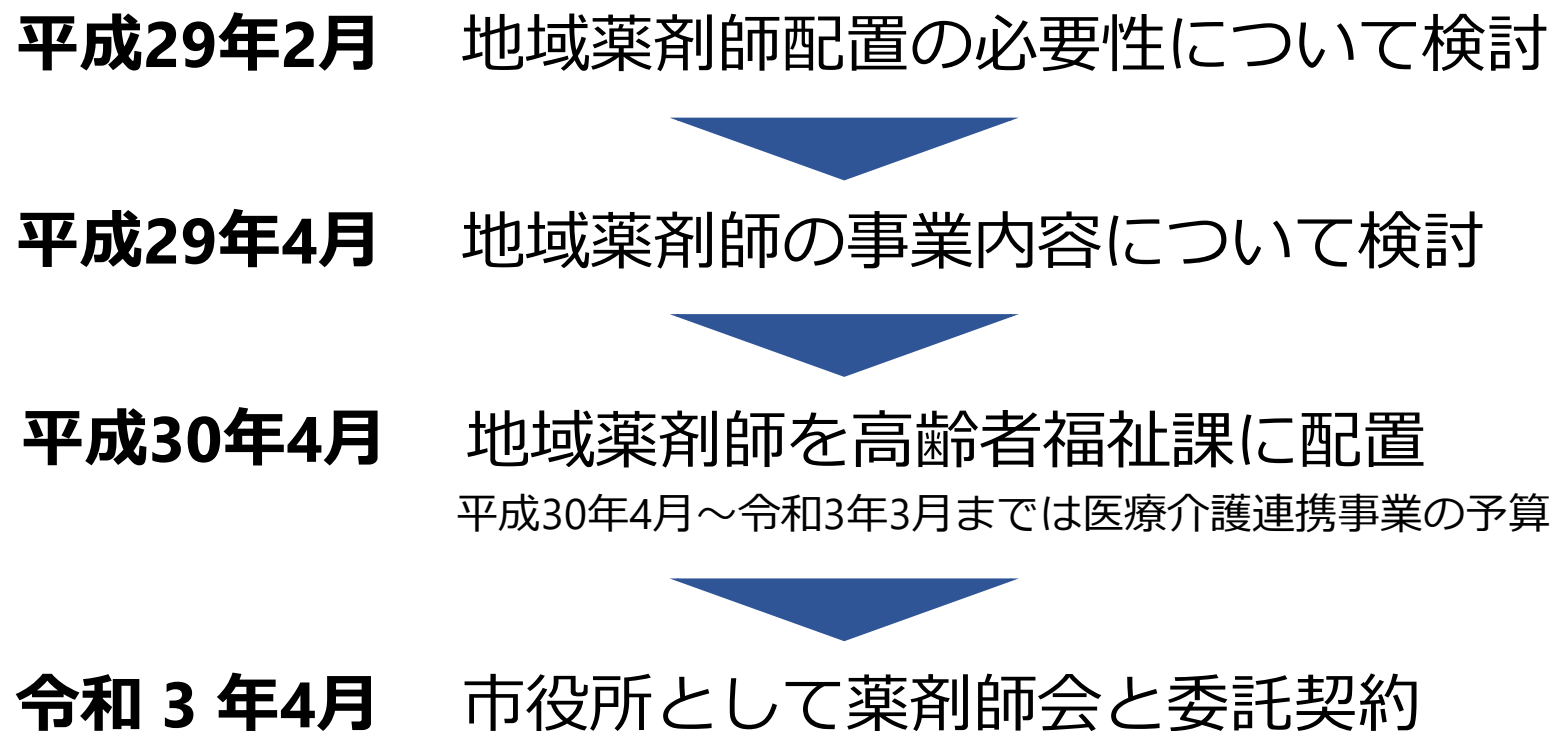 平成29年2月 地域薬剤師配置の必要性について検討
平成29年4月 地域薬剤師の事業内容について検討
平成30年4月 地域薬剤師を高齢者福祉課に配置
平成30年4月～令和3年3月までは医療介護連携事業の予算
令和 3 年4月 市役所として薬剤師会と委託契約